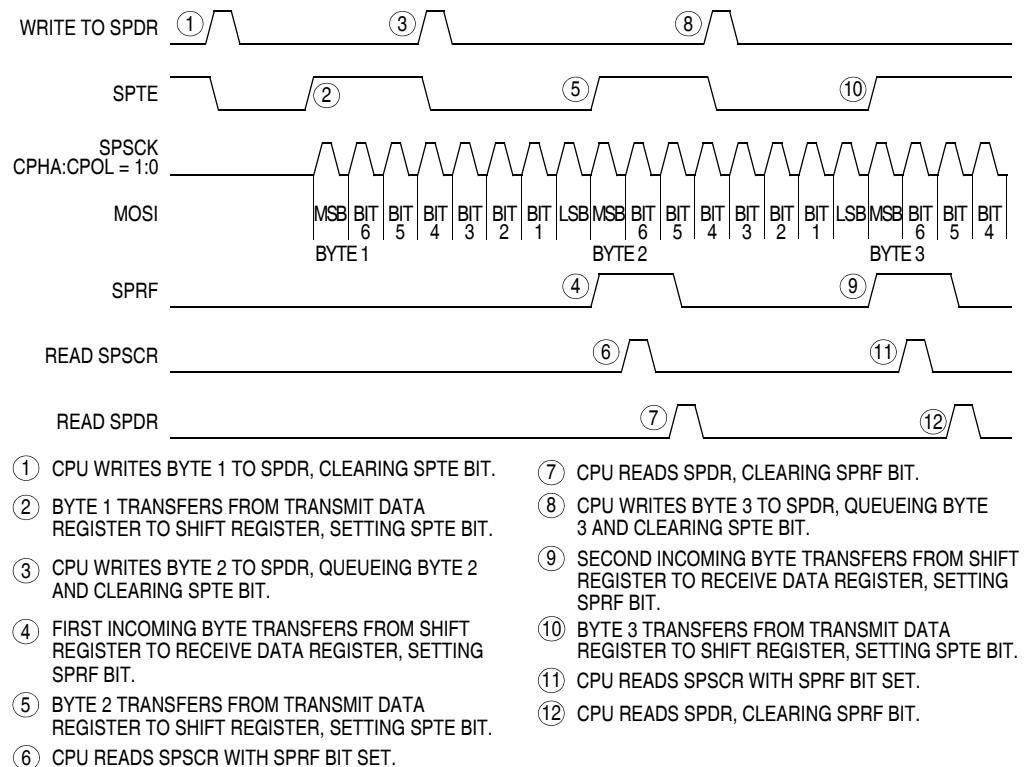 WRITE TO SPDR
1
3
8
SPTE
2
5
10
SPSCK
CPHA:CPOL = 1:0
MOSI
MSB BIT 6 BIT 5 BIT 4 BIT 3 BIT 2 BIT 1 LSB MSB BIT 6 BIT 5 BIT 4 BIT 3 BIT 2 BIT 1 LSB MSB BIT 6 BIT 5 BIT 4
BYTE 1
BYTE 2
BYTE 3
SPRF
4
9
READ SPSCR
6
11
READ SPDR
7
12
1 CPU WRITES BYTE 1 TO SPDR, CLEARING SPTE BIT.
2 BYTE 1 TRANSFERS FROM TRANSMIT DATA
REGISTER TO SHIFT REGISTER, SETTING SPTE BIT.
3 CPU WRITES BYTE 2 TO SPDR, QUEUEING BYTE 2
AND CLEARING SPTE BIT.
4 FIRST INCOMING BYTE TRANSFERS FROM SHIFT
REGISTER TO RECEIVE DATA REGISTER, SETTING
SPRF BIT.
5 BYTE 2 TRANSFERS FROM TRANSMIT DATA
REGISTER TO SHIFT REGISTER, SETTING SPTE BIT.
6 CPU READS SPSCR WITH SPRF BIT SET.
7 CPU READS SPDR, CLEARING SPRF BIT.
8 CPU WRITES BYTE 3 TO SPDR, QUEUEING BYTE
3 AND CLEARING SPTE BIT.
9 SECOND INCOMING BYTE TRANSFERS FROM SHIFT
REGISTER TO RECEIVE DATA REGISTER, SETTING
SPRF BIT.
10 BYTE 3 TRANSFERS FROM TRANSMIT DATA
REGISTER TO SHIFT REGISTER, SETTING SPTE BIT.
11 CPU READS SPSCR WITH SPRF BIT SET.
12 CPU READS SPDR, CLEARING SPRF BIT.